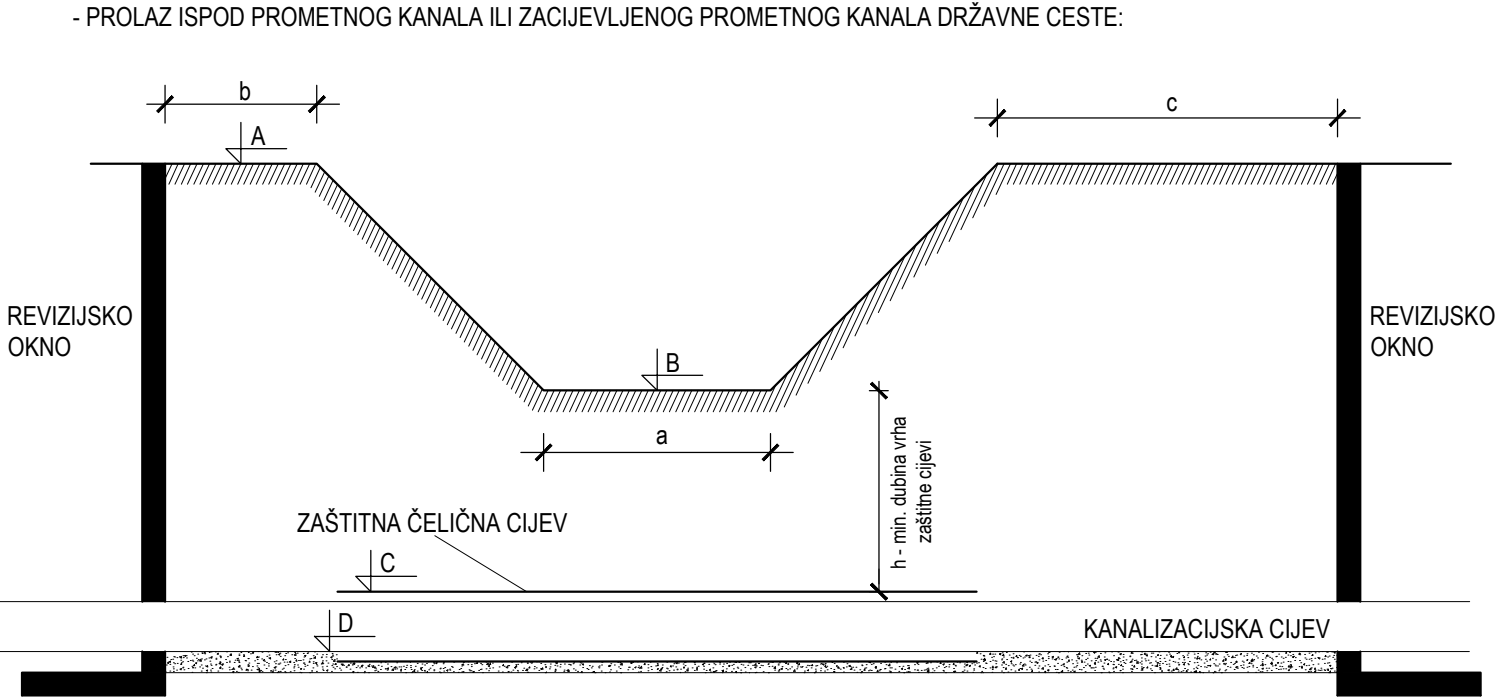 - PROLAZ ISPOD PROMETNOG KANALA ILI ZACIJEVLJENOG PROMETNOG KANALA DRŽAVNE CESTE:
b
c
A
REVIZIJSKO
OKNO
REVIZIJSKO
OKNO
B
a
h - min. dubina vrha
zaštitne cijevi
ZAŠTITNA ČELIČNA CIJEV
C
D
KANALIZACIJSKA CIJEV